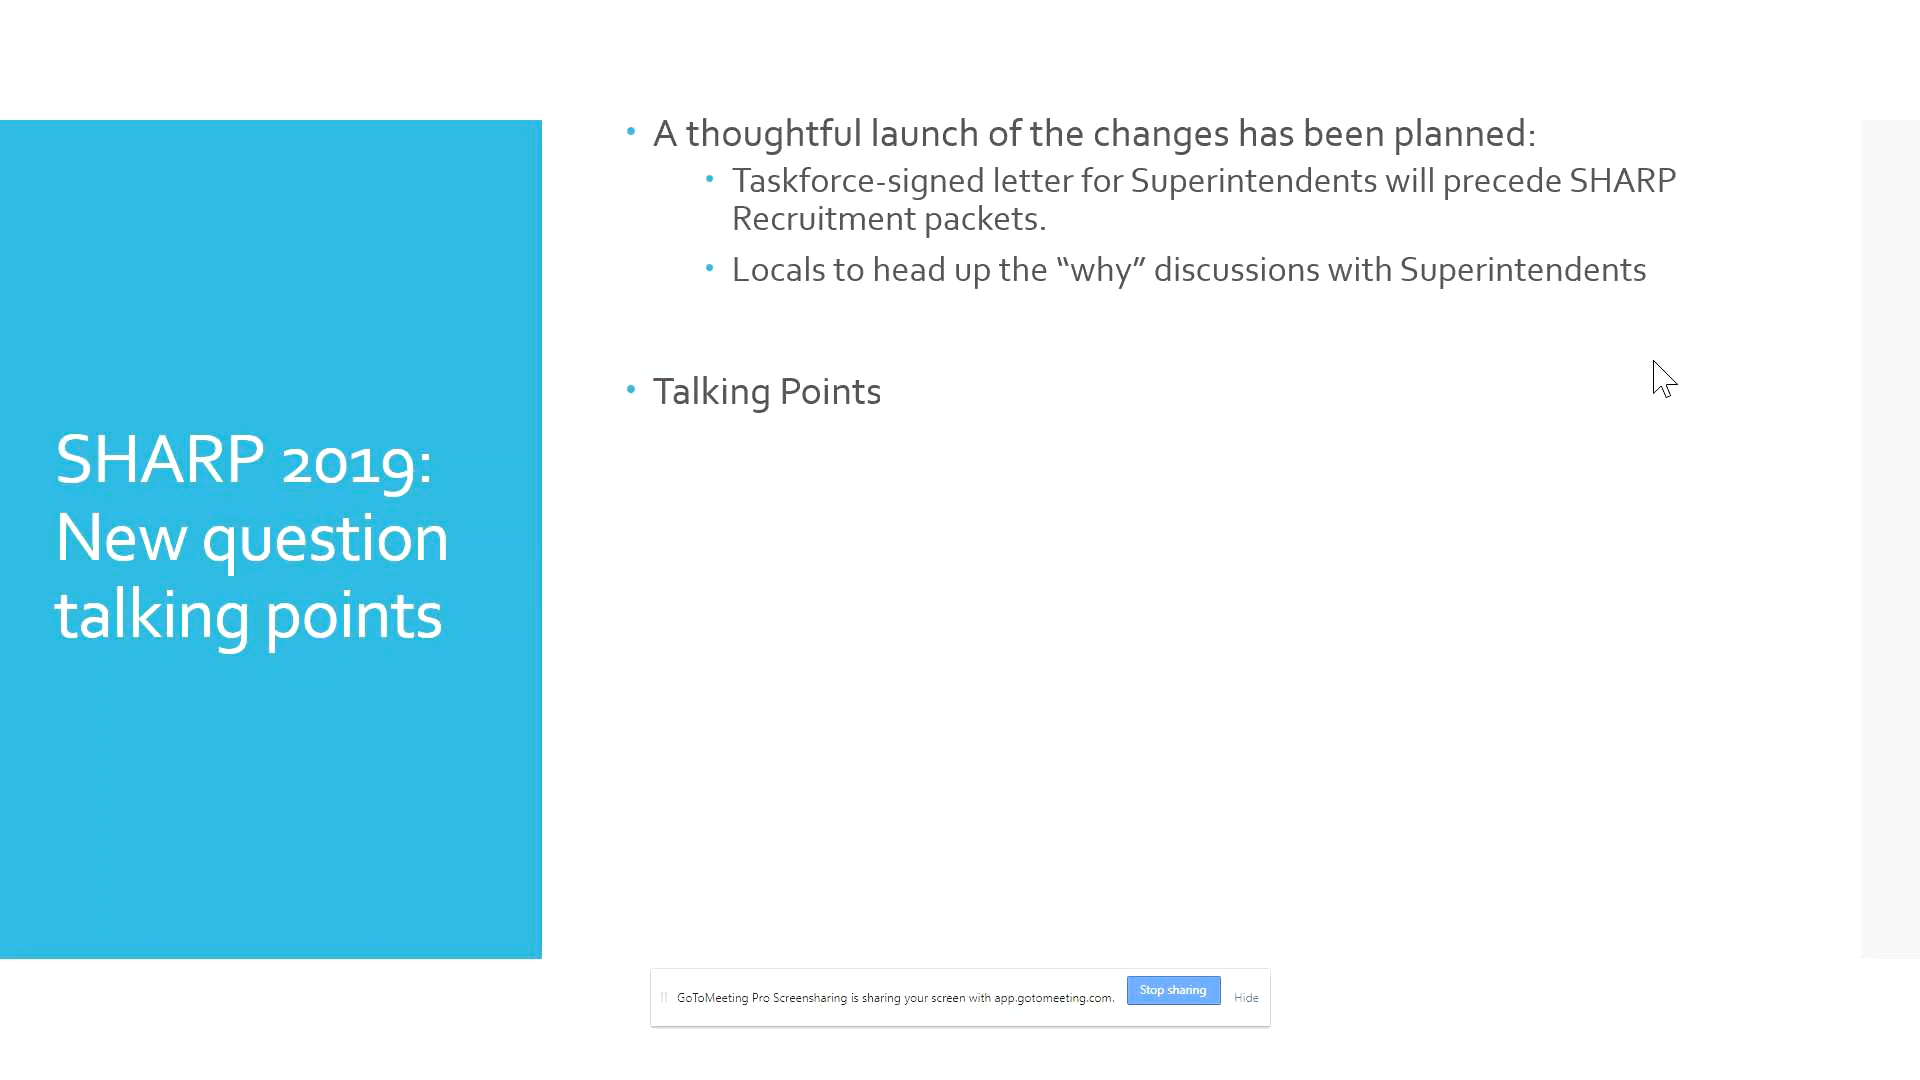 SHARP 2019:
New question
talking points
• A thoughtful launch of the changes has been planned:
• Taskforce-signed letter for Superintendents will precede SHARP
Recruitment packets.
• Locals to head up the “why” discussions with Superintendents
• Talking Points
GoToMeeting Pro Screensharing is sharing your screen with app.gotomeeting.com. Stop sharing Hide